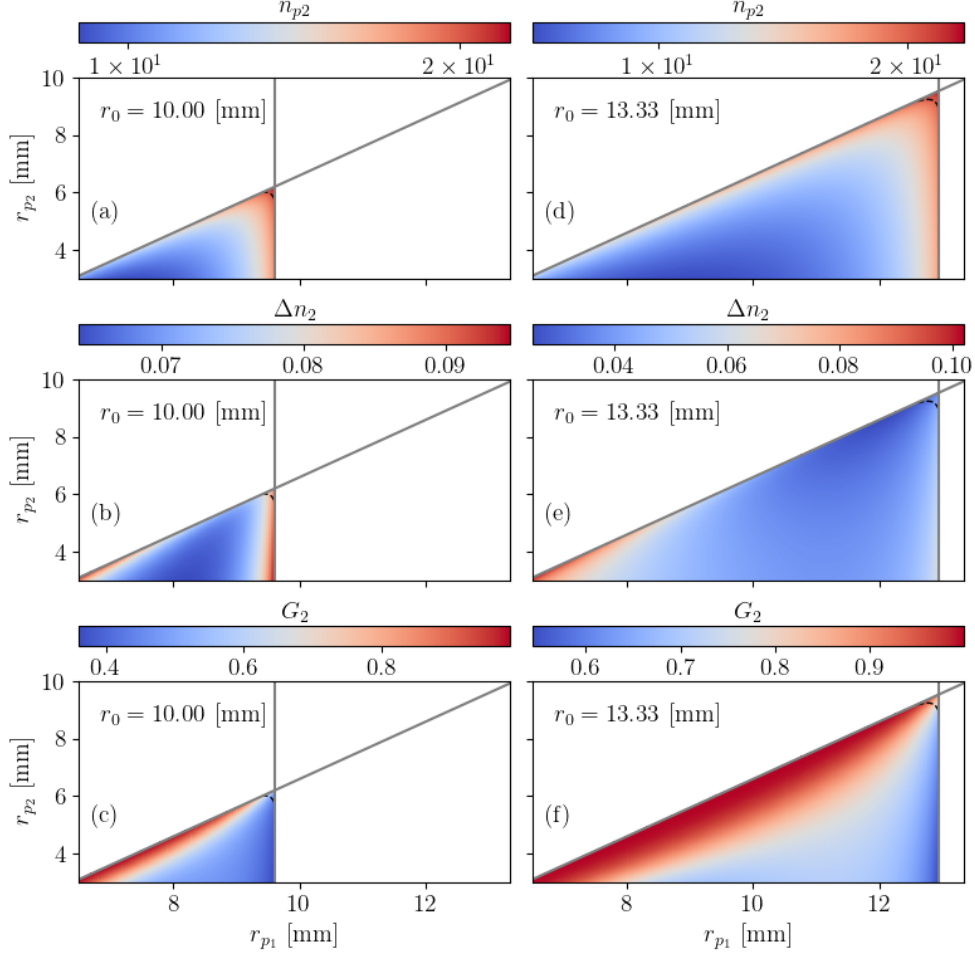 n_{p2} n_{p2}
1 × 10^1 2 × 10^1 1 × 10^1 2 × 10^1
10 r_0 = 10.00 [mm] r_0 = 13.33 [mm]
8
r_{p_2} [mm]
6
(a) (d)
4
Δn_2 Δn_2
0.07 0.08 0.09 0.04 0.06 0.08 0.10
10 r_0 = 10.00 [mm] r_0 = 13.33 [mm]
8
r_{p_2} [mm]
6
(b) (e)
4
G_2 G_2
0.4 0.6 0.8 0.6 0.7 0.8 0.9
10 r_0 = 10.00 [mm] r_0 = 13.33 [mm]
8
r_{p_2} [mm]
6
(c) (f)
4
8 10 12 8 10 12
r_{p_1} [mm] r_{p_1} [mm]